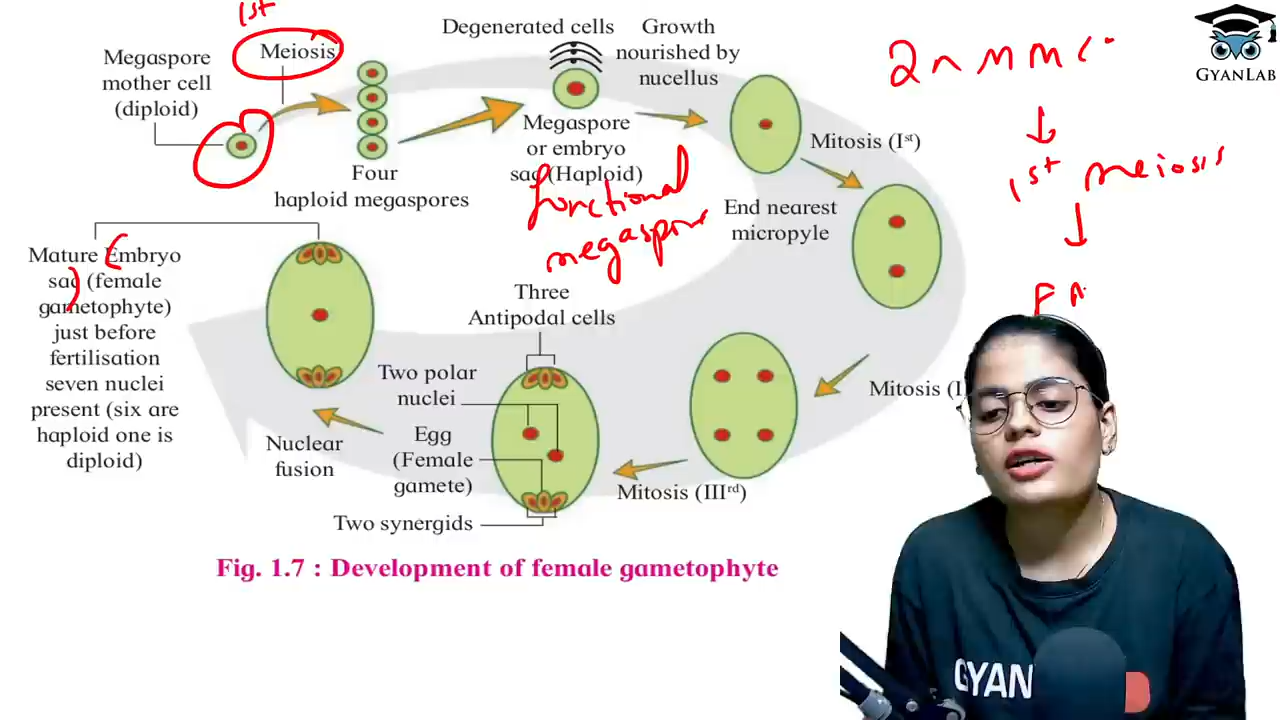 1st
Meiosis
Megaspore
mother cell
(diploid)
Four
haploid megaspores
Degenerated cells
Megaspore
or embryo
sac (Haploid)
functional
megaspore
Growth
nourished by
nucellus
Mitosis (Ist)
End nearest
micropyle
Mitosis (I
Mitosis (IIIrd)
Three
Antipodal cells
Two polar
nuclei
Egg
(Female
gamete)
Two synergids
Nuclear
fusion
Mature Embryo
sac (female
gametophyte)
just before
fertilisation
seven nuclei
present (six are
haploid one is
diploid)
Fig. 1.7 : Development of female gametophyte
2n MMC
1st meiosis
GYANLAB
GYAN